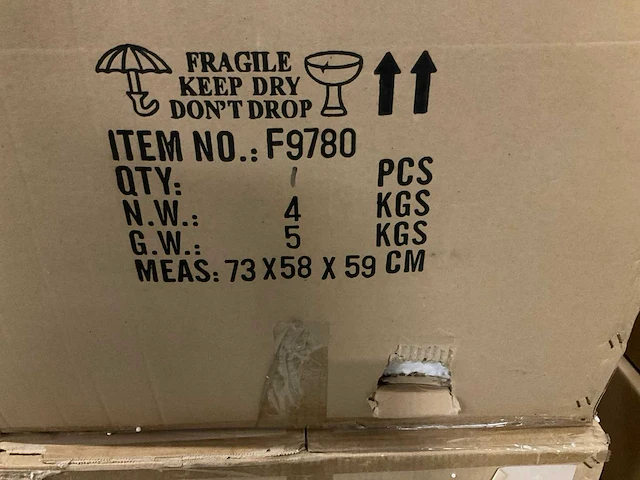 FRAGILE
KEEP DRY
DON'T DROP
ITEM NO.: F9780
QTY: 1 PCS
N.W.: 4 KGS
G.W.: 5 KGS
MEAS: 73 X 58 X 59 CM